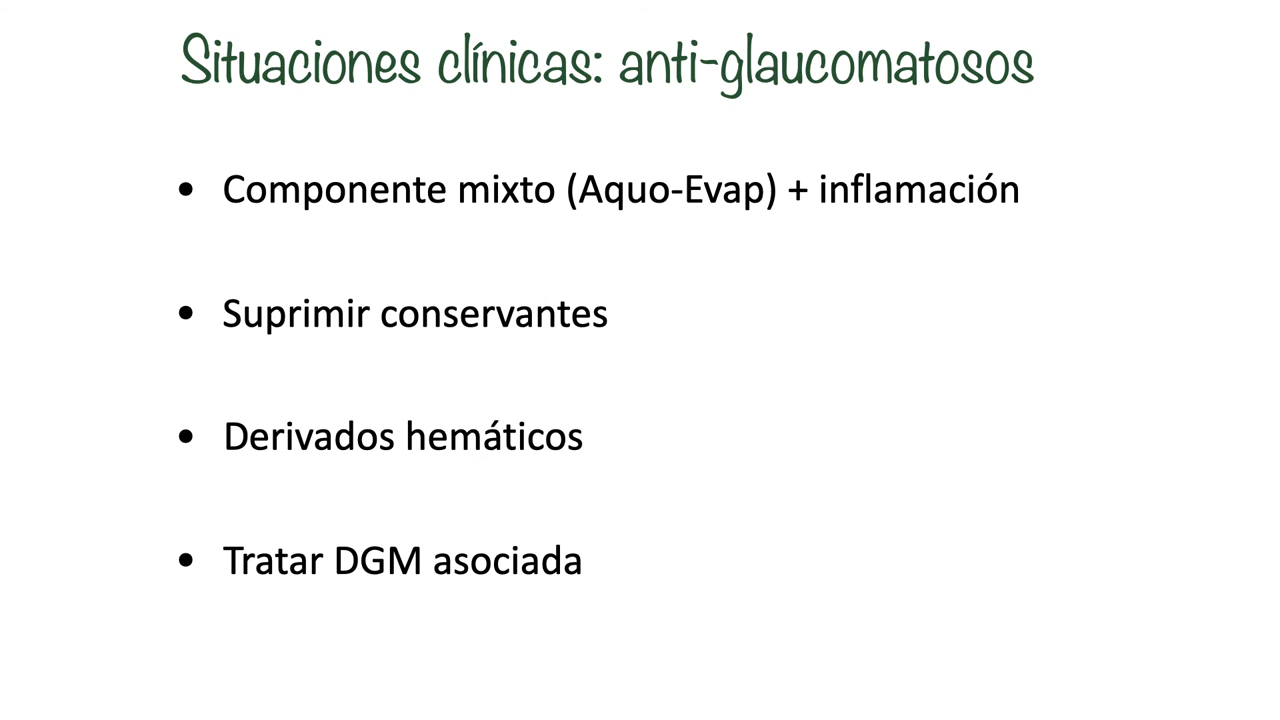 Situaciones clínicas: anti-glaucomatosos
• Componente mixto (Aquo-Evap) + inflamación
• Suprimir conservantes
• Derivados hemáticos
• Tratar DGM asociada